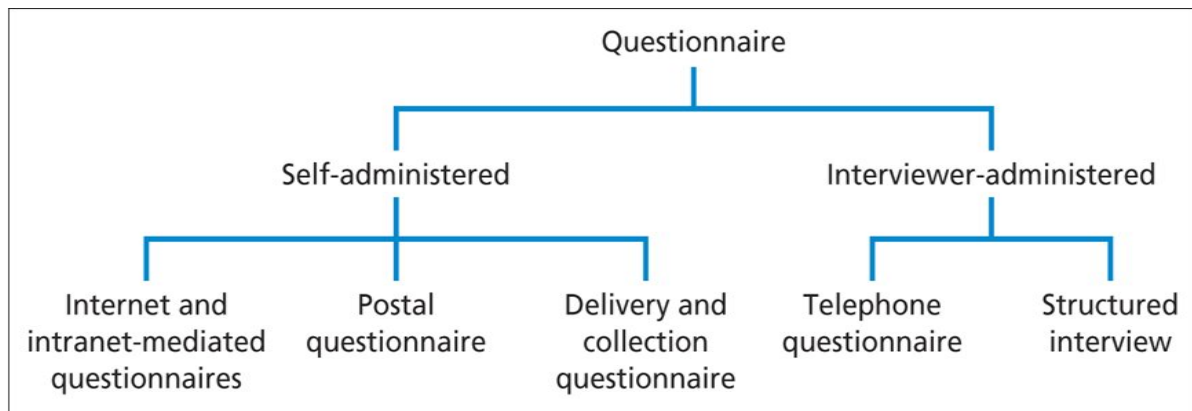 Questionnaire
Self-administered
Interviewer-administered
Internet and
intranet-mediated
questionnaires
Postal
questionnaire
Delivery and
collection
questionnaire
Telephone
questionnaire
Structured
interview